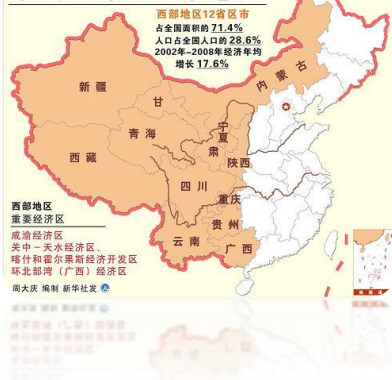 西部地区12省区市
占全国面积的71.4%
人口占全国人口的28.6%
2002年-2008年经济年均
增长17.6%
内蒙古
新疆
甘肃
宁夏
青海
陕西
西藏
四川
重庆
贵州
云南
广西
西部地区
重要经济区
成渝经济区
关中-天水经济区、
喀什和霍尔果斯经济开发区
环北部湾(广西)经济区
周大庆 编制 新华社发